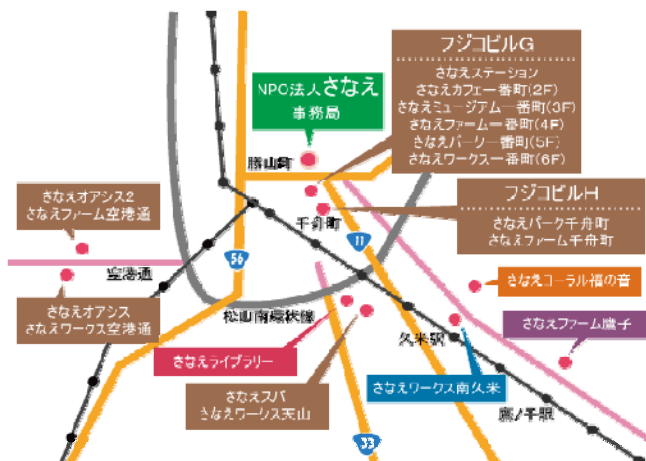 フジコビルG
さなえステーション
さなえカフェ一番町(2F)
さなえミュージアム一番町(3F)
さなえファーム一番町(4F)
さなえパーク一番町(5F)
さなえワークス一番町(6F)
NPO法人さなえ
事務局
勝山町
フジコビルH
さなえパーク千舟町
さなえファーム千舟町
千舟町
さなえオアシス2
さなえファーム空港通
11
56
空港通
さなえコーラル福の音
さなえオアシス
さなえワークス空港通
松山南環状線
さなえファーム鷹子
久米駅
さなえライブラリー
さなえワークス南久米
さなえスパ
さなえワークス天山
鷹ノ子駅
33